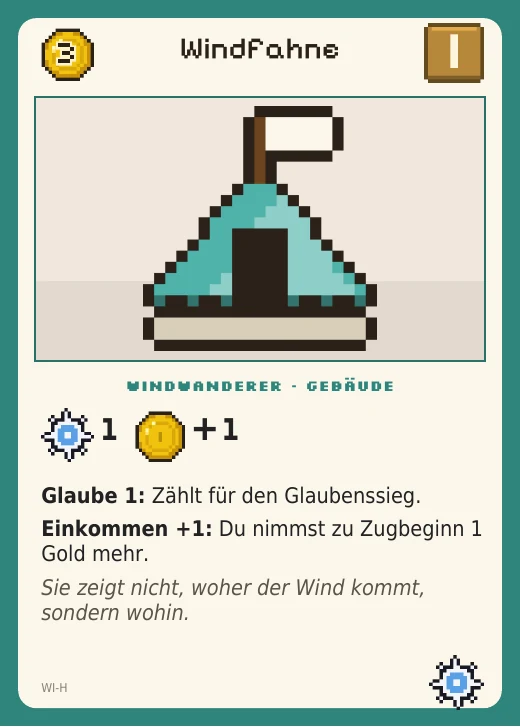 3 Windfahne I
WINDWANDERER - GEBÄUDE
1 +1
Glaube 1: Zählt für den Glaubenssieg.
Einkommen +1: Du nimmst zu Zugbeginn 1
Gold mehr.
Sie zeigt nicht, woher der Wind kommt,
sondern wohin.
WI-H